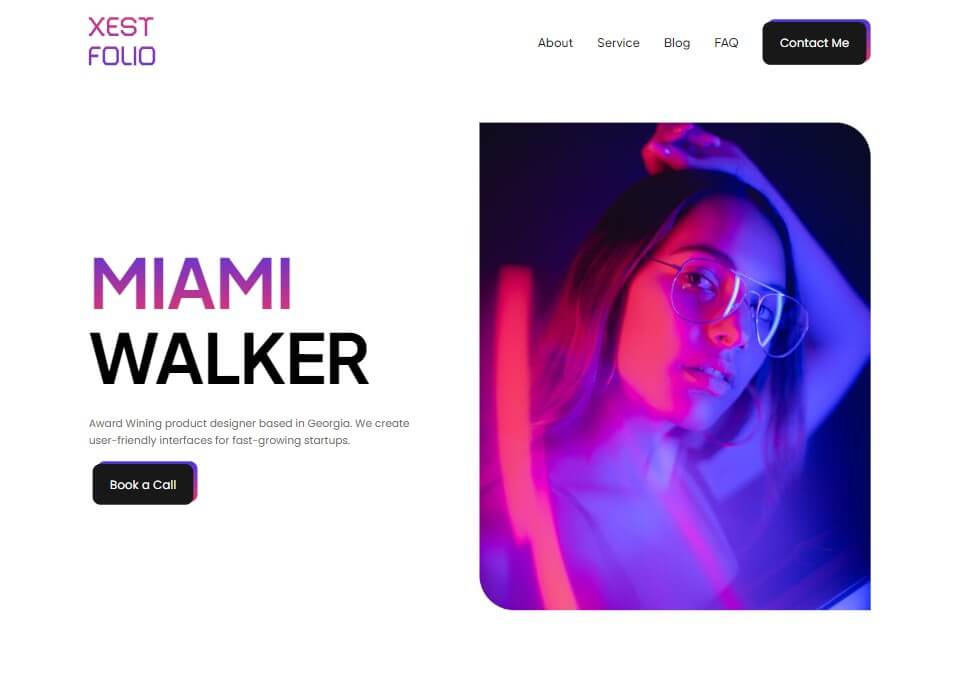 XEST
FOLIO
About Service Blog FAQ Contact Me
MIAMI
WALKER
Award Wining product designer based in Georgia. We create
user-friendly interfaces for fast-growing startups.
Book a Call